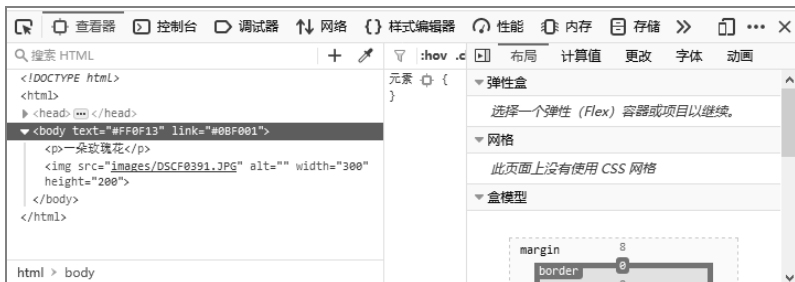 查看器 控制台 调试器 网络 {} 样式编辑器 性能 内存 存储
搜索 HTML
:hov .c
布局 计算值 更改 字体 动画
<!DOCTYPE html>
<html>
<head> ••• </head>
<body text="#FF0F13" link="#0BF001">
<p>一朵玫瑰花</p>
<img src="images/DSCF0391.JPG" alt="" width="300"
height="200">
</body>
</html>
html > body
元素 {
}
弹性盒
选择一个弹性（Flex）容器或项目以继续。
网格
此页面上没有使用 CSS 网格
盒模型
margin 8
border 0